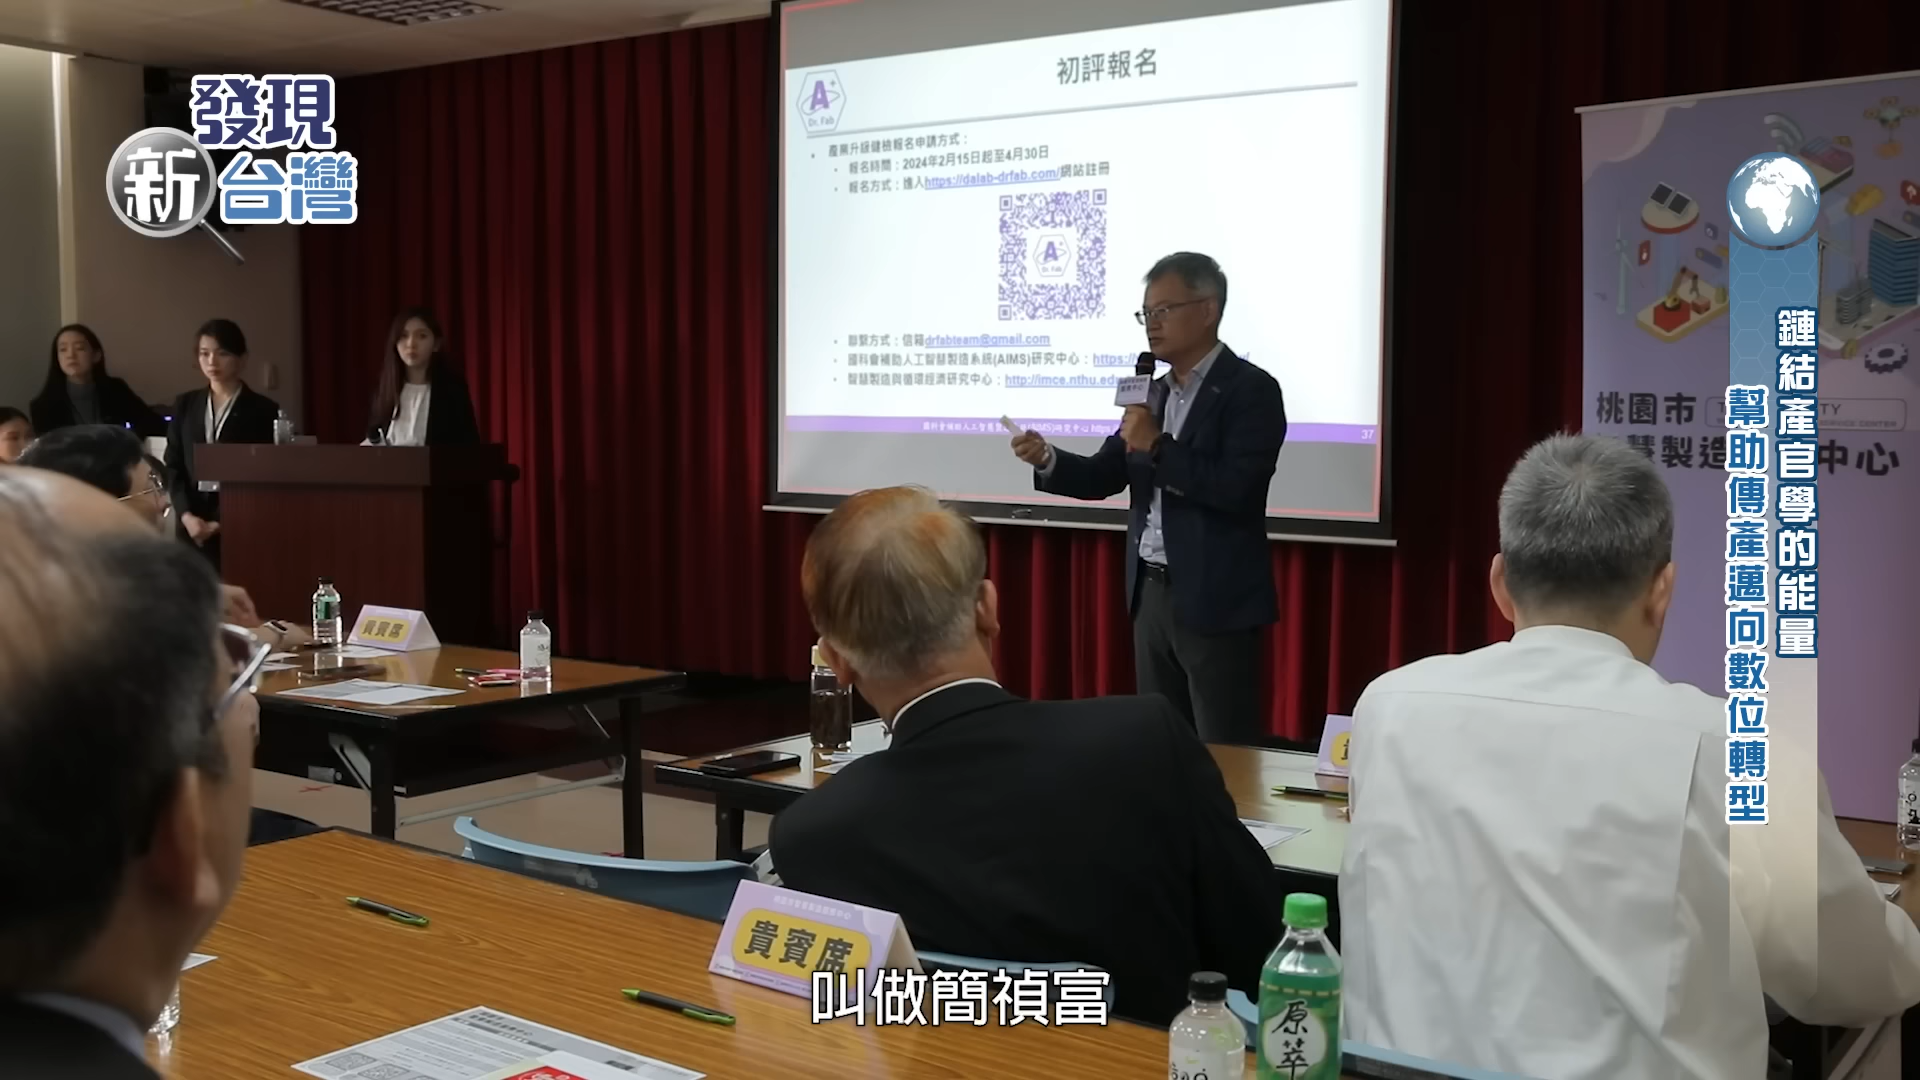 發現
新台灣
初評報名
A+
Dr. Fab
產業升級健檢報名申請方式：
報名時間：2024年2月15日起至4月30日
報名方式：進入https://dalab-drfab.com/網站註冊
A+
Dr. Fab
聯繫方式：信箱drfabteam@gmail.com
國科會補助人工智慧製造系統(AIMS)研究中心：https://
智慧製造與循環經濟研究中心：http://imce.nthu.edu
37
桃園市
慧製造
中心
鏈結產官學的能量
幫助傳產邁向數位轉型
貴賓席
貴賓席
原萃
叫做簡禎富